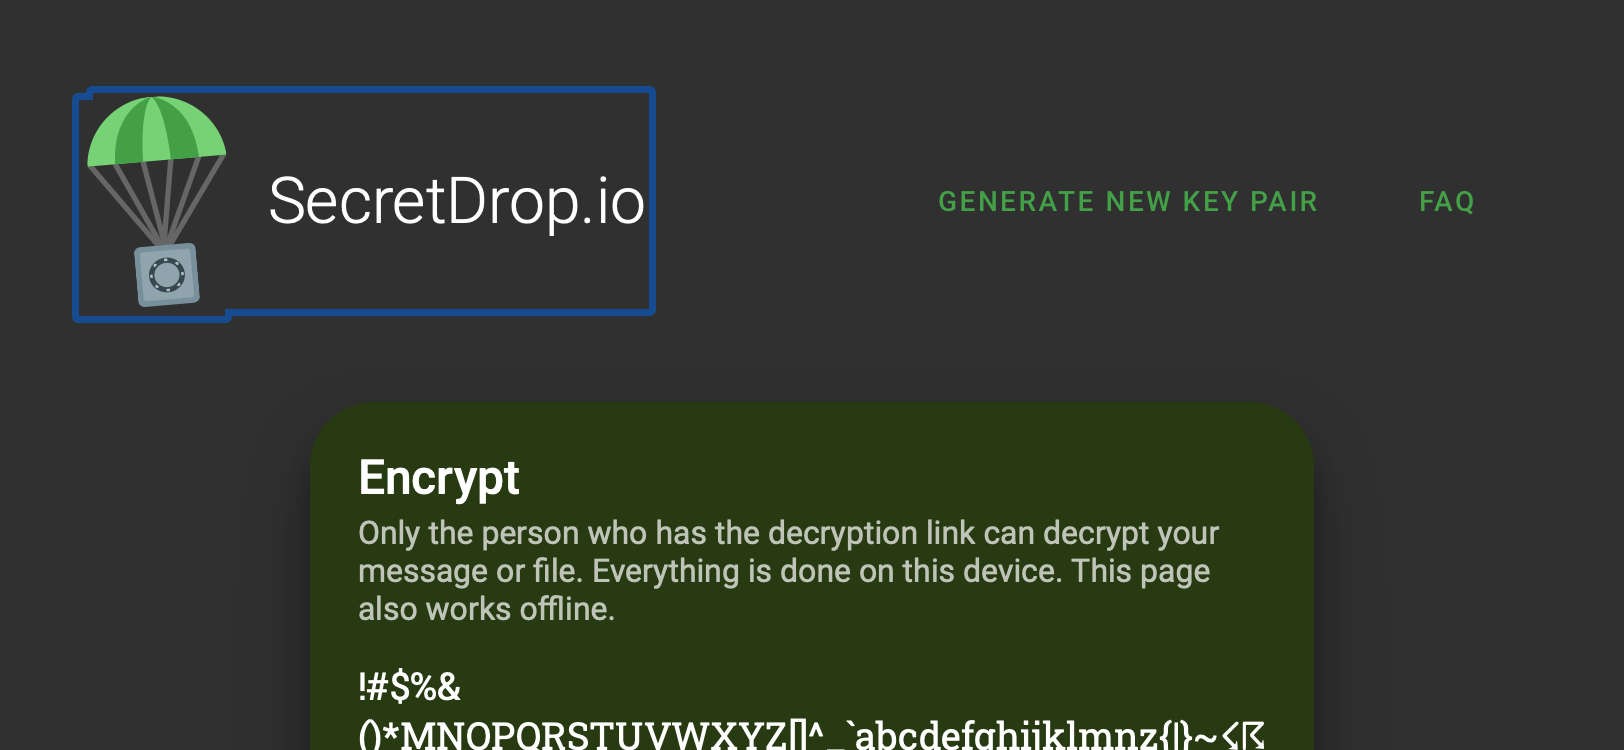 SecretDrop.io
GENERATE NEW KEY PAIR
FAQ
Encrypt
Only the person who has the decryption link can decrypt your
message or file. Everything is done on this device. This page
also works offline.
!#$%&
()*MNOPQRSTUVWXYZ[]^_`abcdefghijklmnz{|}~